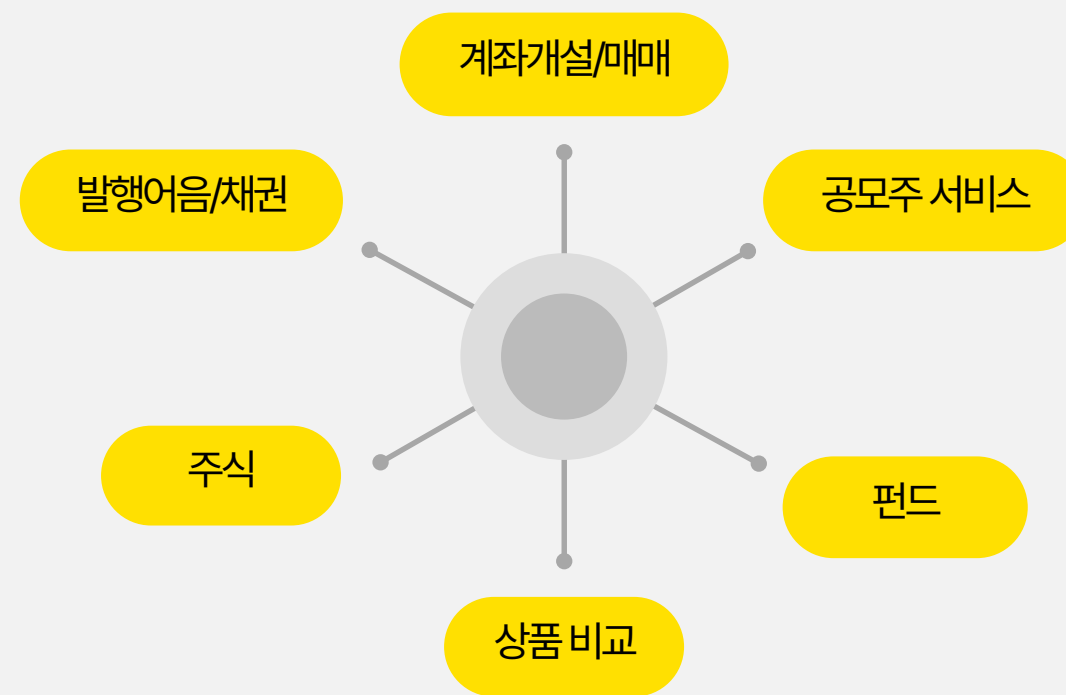 계좌개설/매매
발행어음/채권
공모주 서비스
주식
펀드
상품 비교